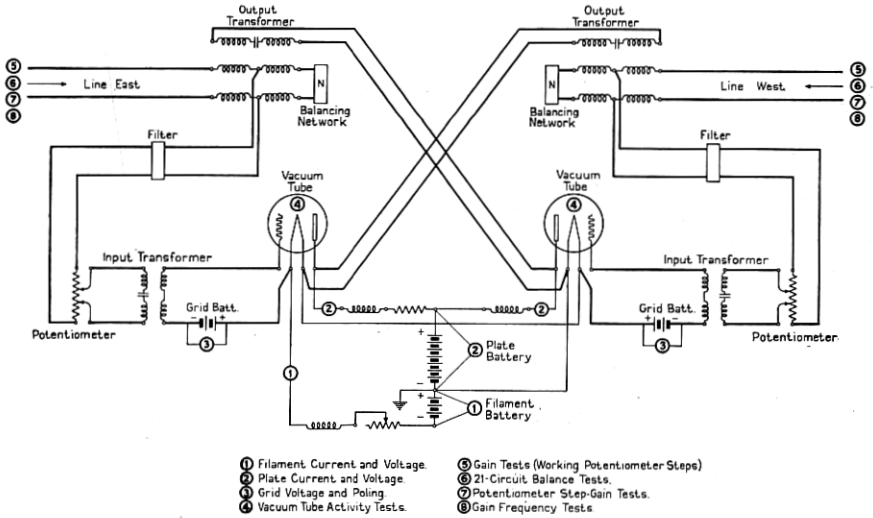 Output
Transformer
Output
Transformer
⑤
⑥
⑦
⑧
Line East
N
Balancing
Network
N
Balancing
Network
Line West
⑤
⑥
⑦
⑧
Filter
Filter
Vacuum
Tube
④
Vacuum
Tube
④
Input Transformer
Input Transformer
Potentiometer
- Grid Batt. +
③
②
②
+ Grid Batt. -
③
Potentiometer
+
-
② Plate
Battery
①
+
-
① Filament
Battery
① Filament Current and Voltage.
② Plate Current and Voltage.
③ Grid Voltage and Poling.
④ Vacuum Tube Activity Tests.
⑤ Gain Tests (Working Potentiometer Steps)
⑥ 21-Circuit Balance Tests.
⑦ Potentiometer Step-Gain Tests.
⑧ Gain Frequency Tests.